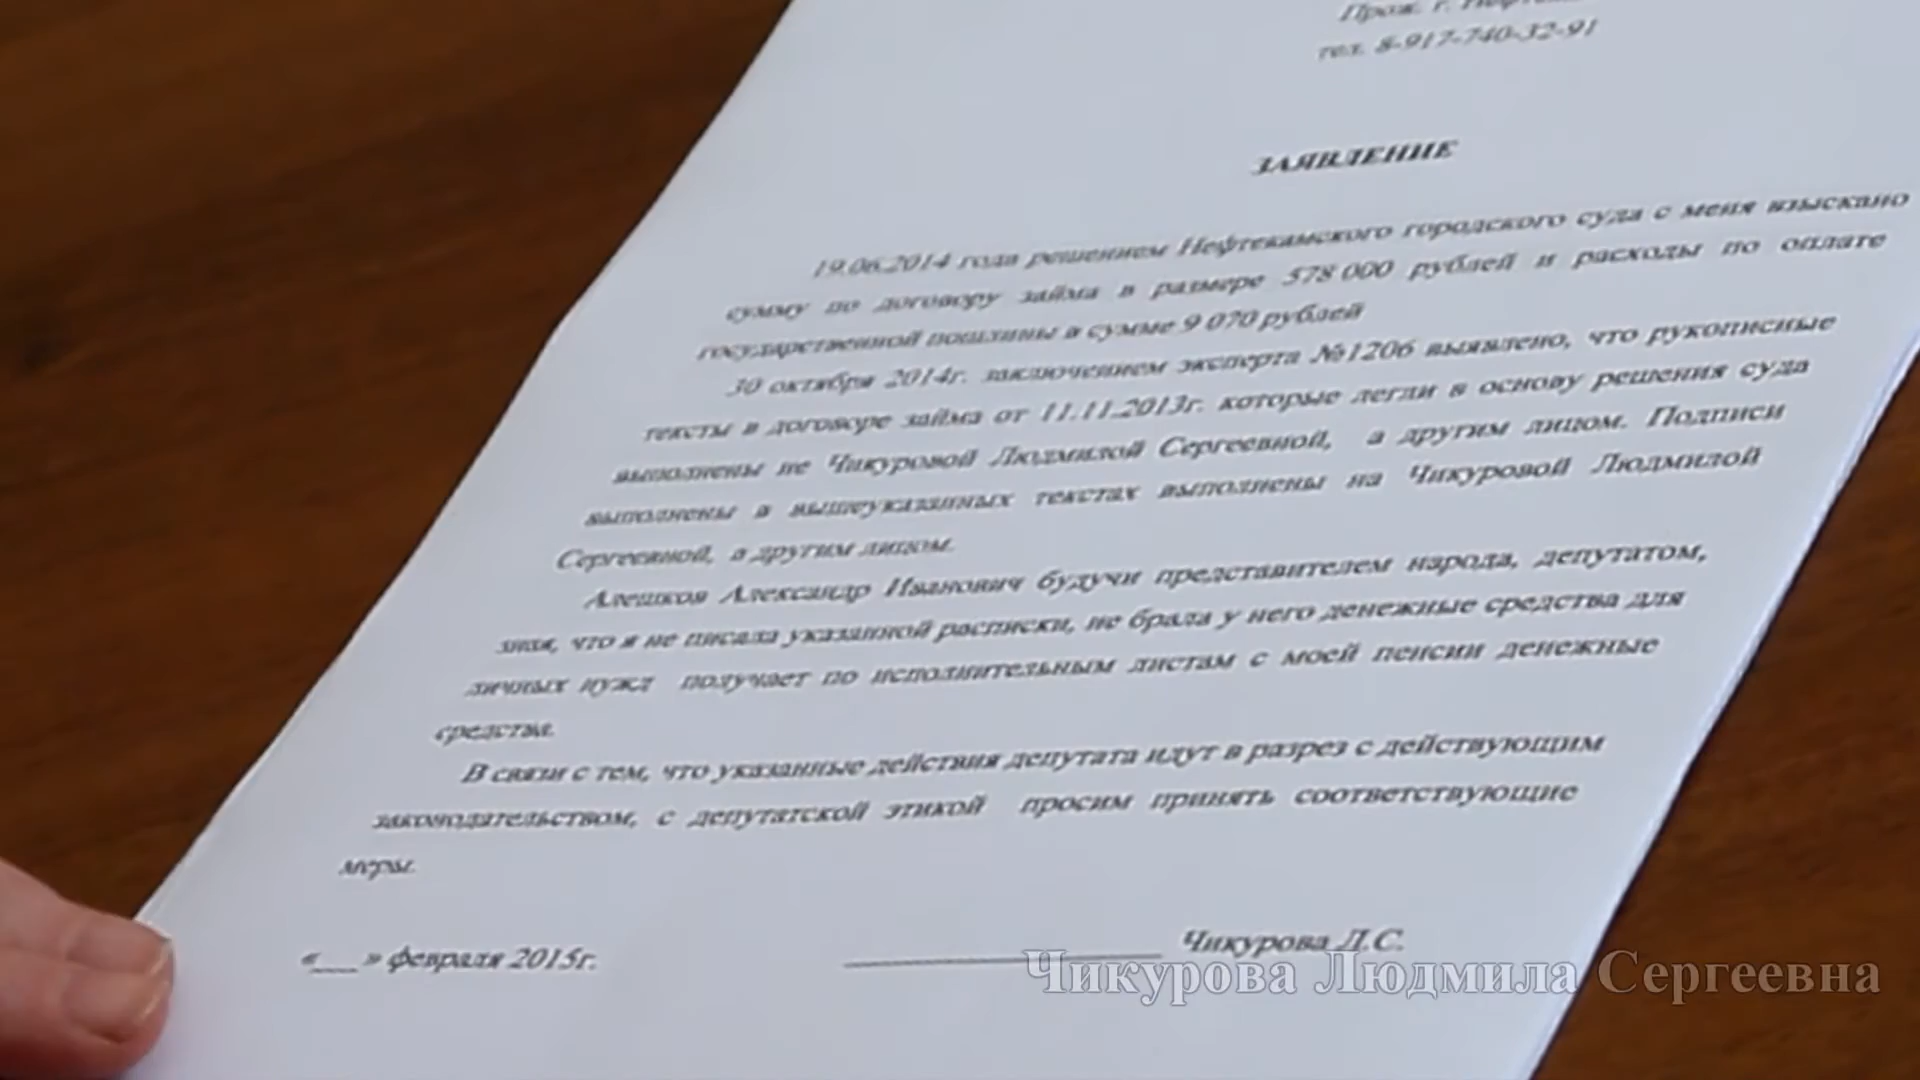 Прож. г.
тел. 8-917-740-32-91
ЗАЯВЛЕНИЕ
19.06.2014 года решением Нефтекамского городского суда с меня взыскано
сумму по договору займа в размере 578 000 рублей и расходы по оплате
государственной пошлины в сумме 9 070 рублей
30 октября 2014г. заключением эксперта №1206 выявлено, что рукописные
тексты в договоре займа от 11.11.2013г. которые легли в основу решения суда
выполнены не Чикуровой Людмилой Сергеевной, а другим лицом. Подписи
выполнены в вышеуказанных текстах выполнены на Чикуровой Людмилой
Сергеевной, а другим лицом.
Алешков Александр Иванович будучи представителем народа, депутатом,
зная, что я не писала указанной расписки, не брала у него денежные средства для
личных нужд получает по исполнительным листам с моей пенсии денежные
средства.
В связи с тем, что указанные действия депутата идут в разрез с действующим
законодательством, с депутатской этикой просим принять соответствующие
меры.
«__» февраля 2015г. ____________ Чикурова Л.С.
Чикурова Людмила Сергеевна